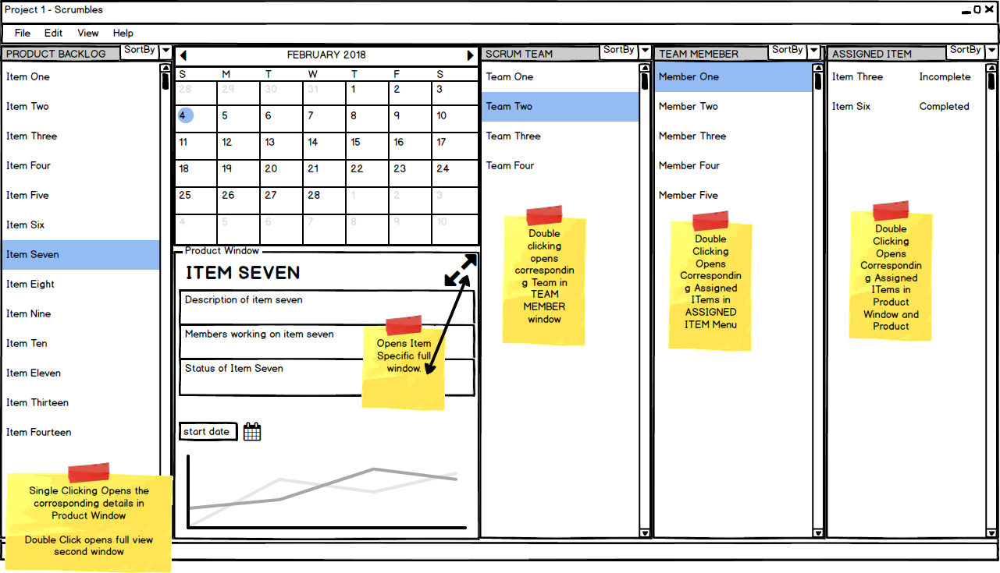 Project 1 - Scrumbles
File Edit View Help
PRODUCT BACKLOG SortBy
Item One
Item Two
Item Three
Item Four
Item Five
Item Six
Item Seven
Item Eight
Item Nine
Item Ten
Item Eleven
Item Thirteen
Item Fourteen
Single Clicking Opens the
corrosponding details in
Product Window
Double Click opens full view
second window
FEBRUARY 2018
S M T W T F S
28 29 30 31 1 2 3
4 5 6 7 8 9 10
11 12 13 14 15 16 17
18 19 20 21 22 23 24
25 26 27 28 1 2 3
4 5 6 7 8 9 10
Product Window
ITEM SEVEN
Description of item seven
Members working on item seven
Status of Item Seven
Opens Item
Specific full
window.
start date
SCRUM TEAM SortBy
Team One
Team Two
Team Three
Team Four
Double
clicking
opens
correspondin
g Team in
TEAM
MEMBER
window
TEAM MEMEBER SortBy
Member One
Member Two
Member Three
Member Four
Member Five
Double
Clicking
Opens
Correspondin
g Assigned
ITems in
ASSIGNED
ITEM Menu
ASSIGNED ITEM SortBy
Item Three Incomplete
Item Six Completed
Double
Clicking
Opens
Correspondin
g Assigned
ITems in
Product
Window and
Product